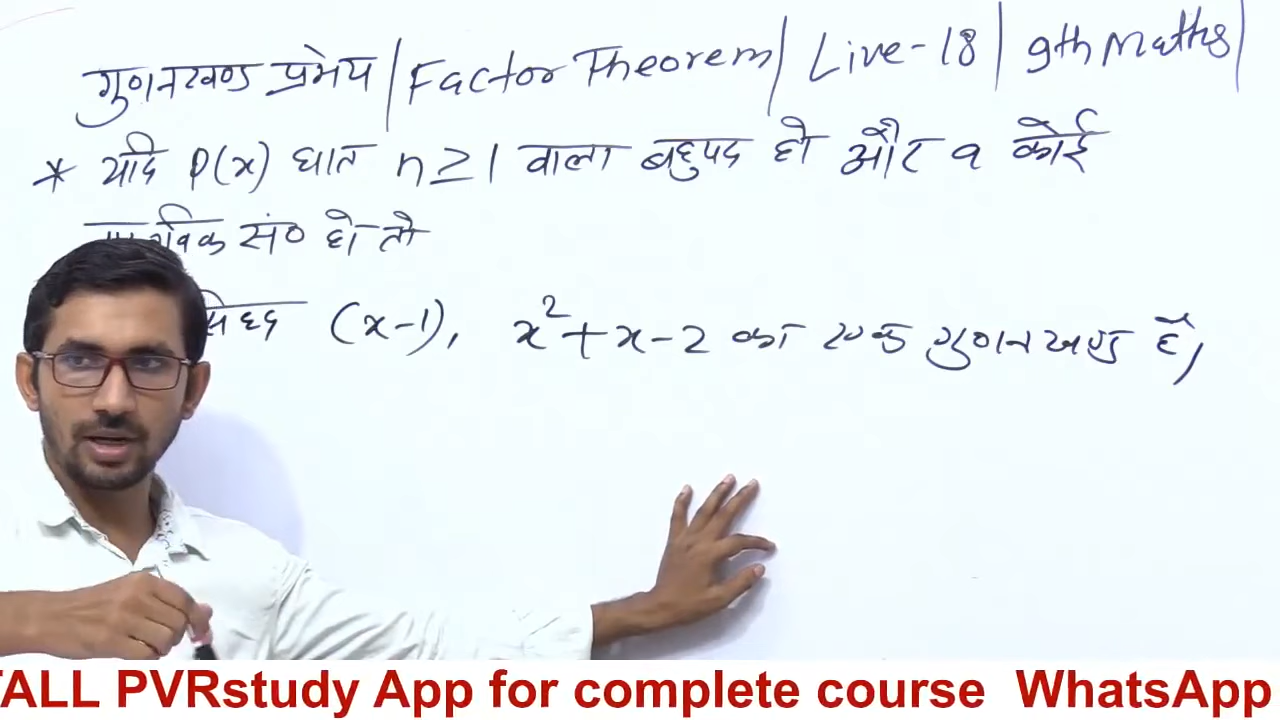 गुणनखण्ड प्रमेय | Factor Theorem | Live-18 | 9th Maths |
* यदि P(x) घात n ≥ 1 वाला बहुपद हो और a कोई
सं० हो तो
सिद्ध (x-1), x²+x-2 का एक गुणनखण्ड है,
ALL PVRstudy App for complete course WhatsApp